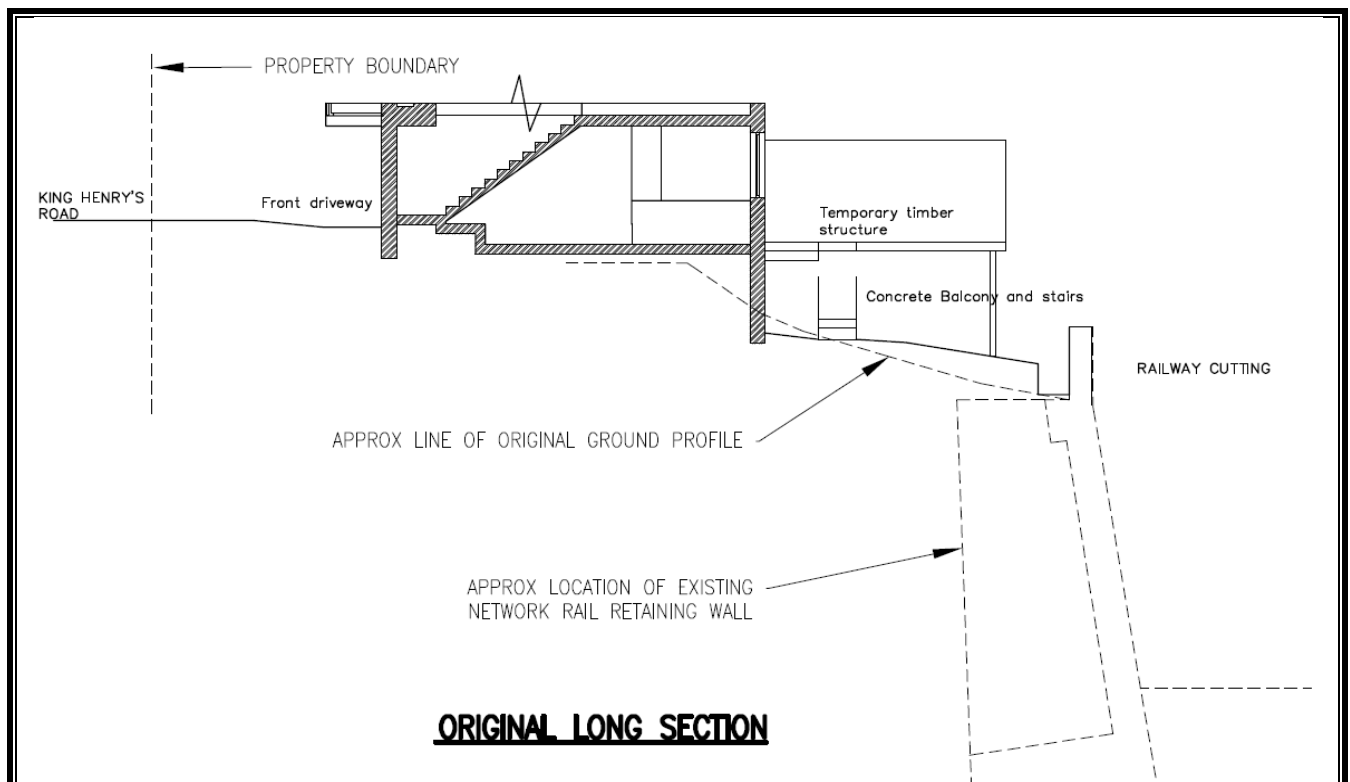 PROPERTY BOUNDARY
KING HENRY'S
ROAD
Front driveway
Temporary timber
structure
Concrete Balcony and stairs
RAILWAY CUTTING
APPROX LINE OF ORIGINAL GROUND PROFILE
APPROX LOCATION OF EXISTING
NETWORK RAIL RETAINING WALL
ORIGINAL LONG SECTION